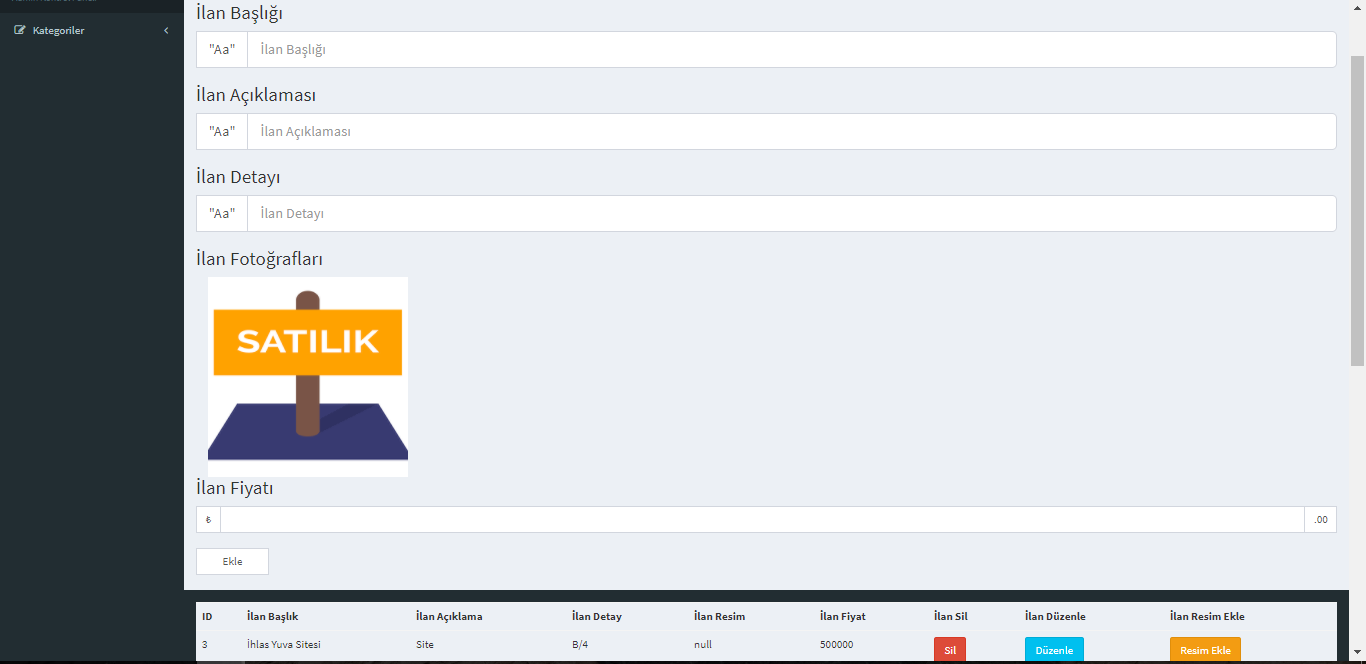 Kategoriler
İlan Başlığı
"Aa" İlan Başlığı
İlan Açıklaması
"Aa" İlan Açıklaması
İlan Detayı
"Aa" İlan Detayı
İlan Fotoğrafları
SATILIK
İlan Fiyatı
₺ .00
Ekle
ID İlan Başlık İlan Açıklama İlan Detay İlan Resim İlan Fiyat İlan Sil İlan Düzenle İlan Resim Ekle
3 İhlas Yuva Sitesi Site B/4 null 500000 Sil Düzenle Resim Ekle